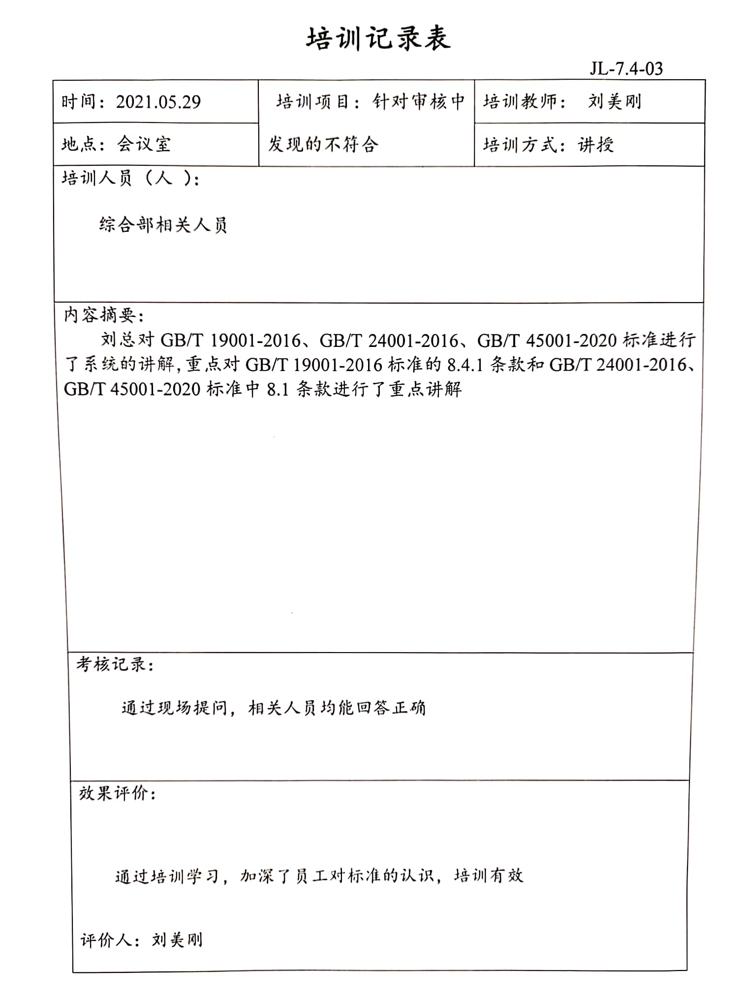 培训记录表
JL-7.4-03
时间：2021.05.29
培训项目：针对审核中
发现的不符合
培训教师： 刘美刚
地点：会议室
培训方式：讲授
培训人员（人 ）：
综合部相关人员
内容摘要：
刘总对 GB/T 19001-2016、GB/T 24001-2016、GB/T 45001-2020 标准进行
了系统的讲解，重点对 GB/T 19001-2016 标准的 8.4.1 条款和 GB/T 24001-2016、
GB/T 45001-2020 标准中 8.1 条款进行了重点讲解
考核记录：
通过现场提问，相关人员均能回答正确
效果评价：
通过培训学习，加深了员工对标准的认识，培训有效
评价人：刘美刚